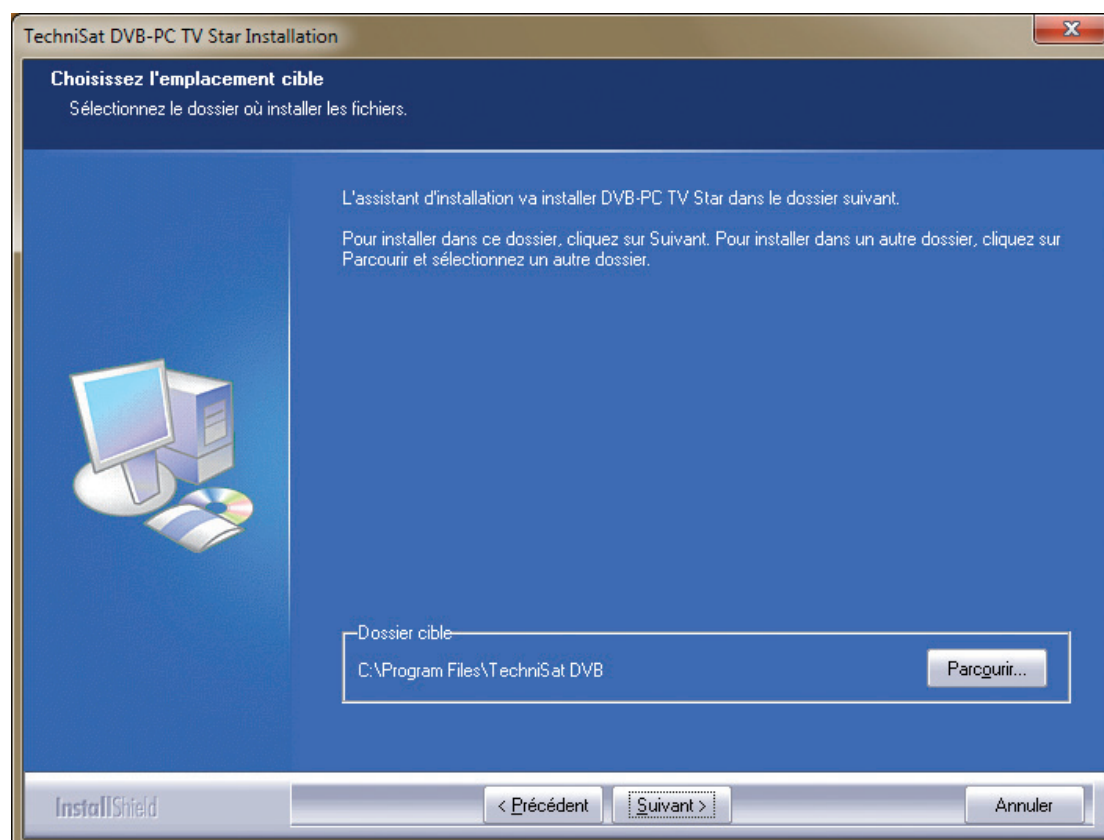 TechniSat DVB-PC TV Star Installation
X
Choisissez l'emplacement cible
Sélectionnez le dossier où installer les fichiers.
L'assistant d'installation va installer DVB-PC TV Star dans le dossier suivant.
Pour installer dans ce dossier, cliquez sur Suivant. Pour installer dans un autre dossier, cliquez sur
Parcourir et sélectionnez un autre dossier.
Dossier cible
C:\Program Files\TechniSat DVB
Parcourir...
InstallShield
< Précédent
Suivant >
Annuler